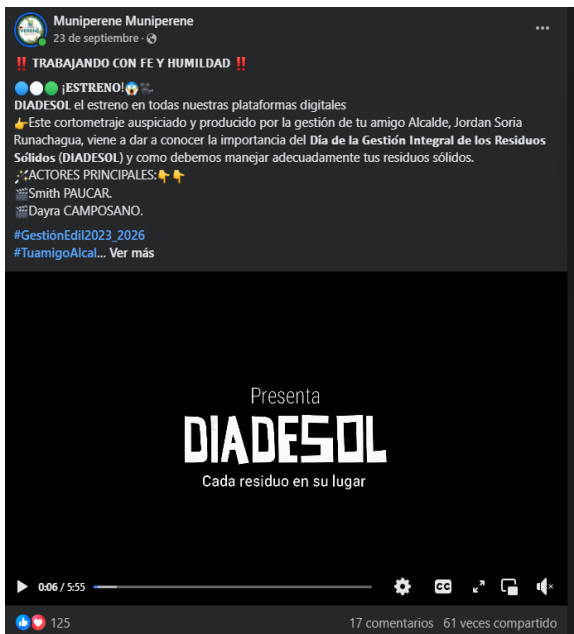 Muniperene Muniperene
23 de septiembre ·
‼ TRABAJANDO CON FE Y HUMILDAD ‼
🔵⚪🟢 ¡ESTRENO!😱🎥
DIADESOL el estreno en todas nuestras plataformas digitales
👉Este cortometraje auspiciado y producido por la gestión de tu amigo Alcalde, Jordan Soria
Runachagua, viene a dar a conocer la importancia del Día de la Gestión Integral de los Residuos
Sólidos (DIADESOL) y como debemos manejar adecuadamente tus residuos sólidos.
ACTORES PRINCIPALES:👇👇
🎬Smith PAUCAR.
🎬Dayra CAMPOSANO.
#GestiónEdil2023_2026
#TuamigoAlcal... Ver más
Presenta
DIADESOL
Cada residuo en su lugar
0:06 / 5:55
CC
125
17 comentarios 61 veces compartido